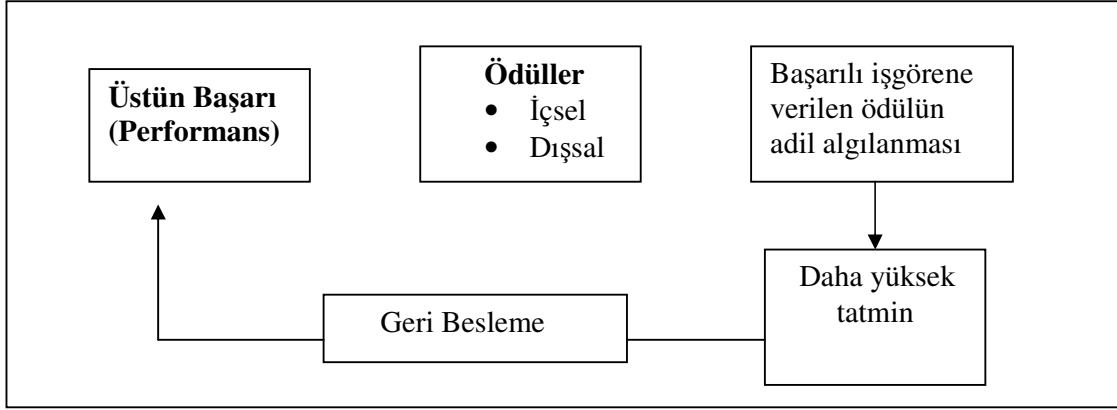 Üstün Başarı
(Performans)
Ödüller
• İçsel
• Dışsal
Başarılı işgörene
verilen ödülün
adil algılanması
Daha yüksek
tatmin
Geri Besleme